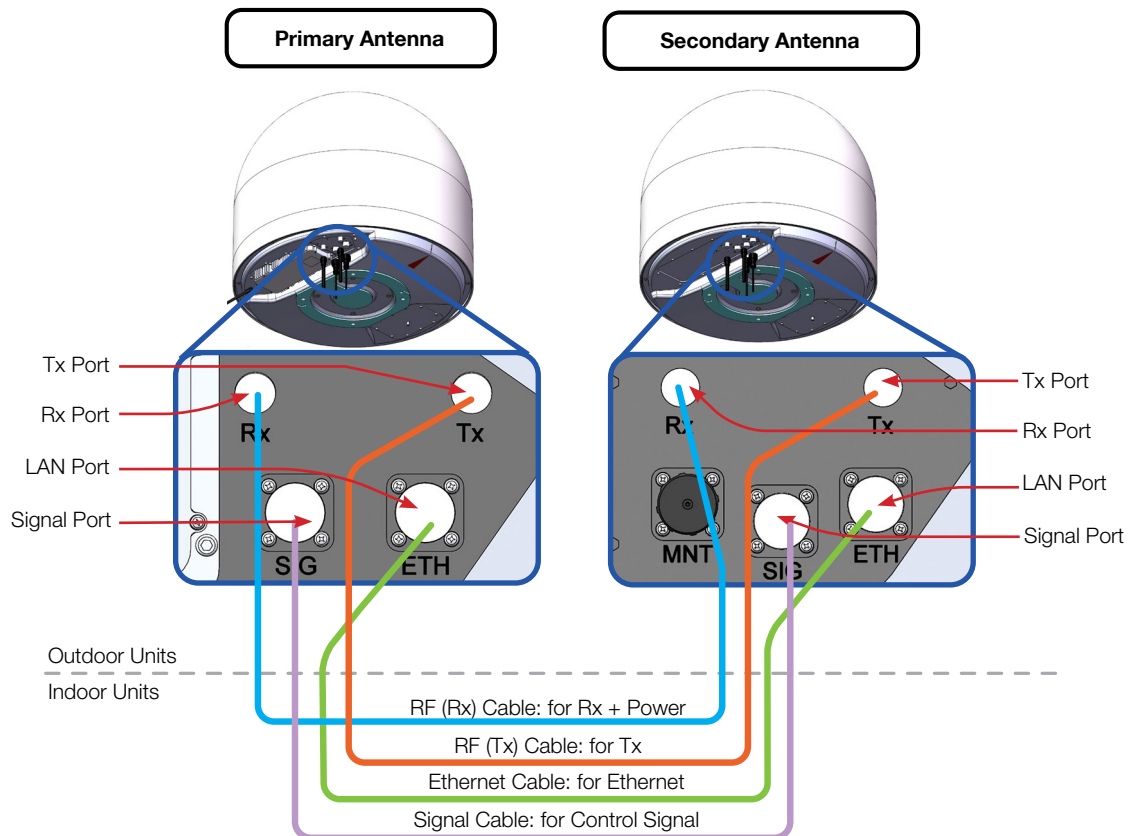 Primary Antenna
Secondary Antenna
Tx Port
Rx Port
LAN Port
Signal Port
Rx
Tx
SIG
ETH
Rx
Tx
MNT
SIG
ETH
Tx Port
Rx Port
LAN Port
Signal Port
Outdoor Units
Indoor Units
RF (Rx) Cable: for Rx + Power
RF (Tx) Cable: for Tx
Ethernet Cable: for Ethernet
Signal Cable: for Control Signal